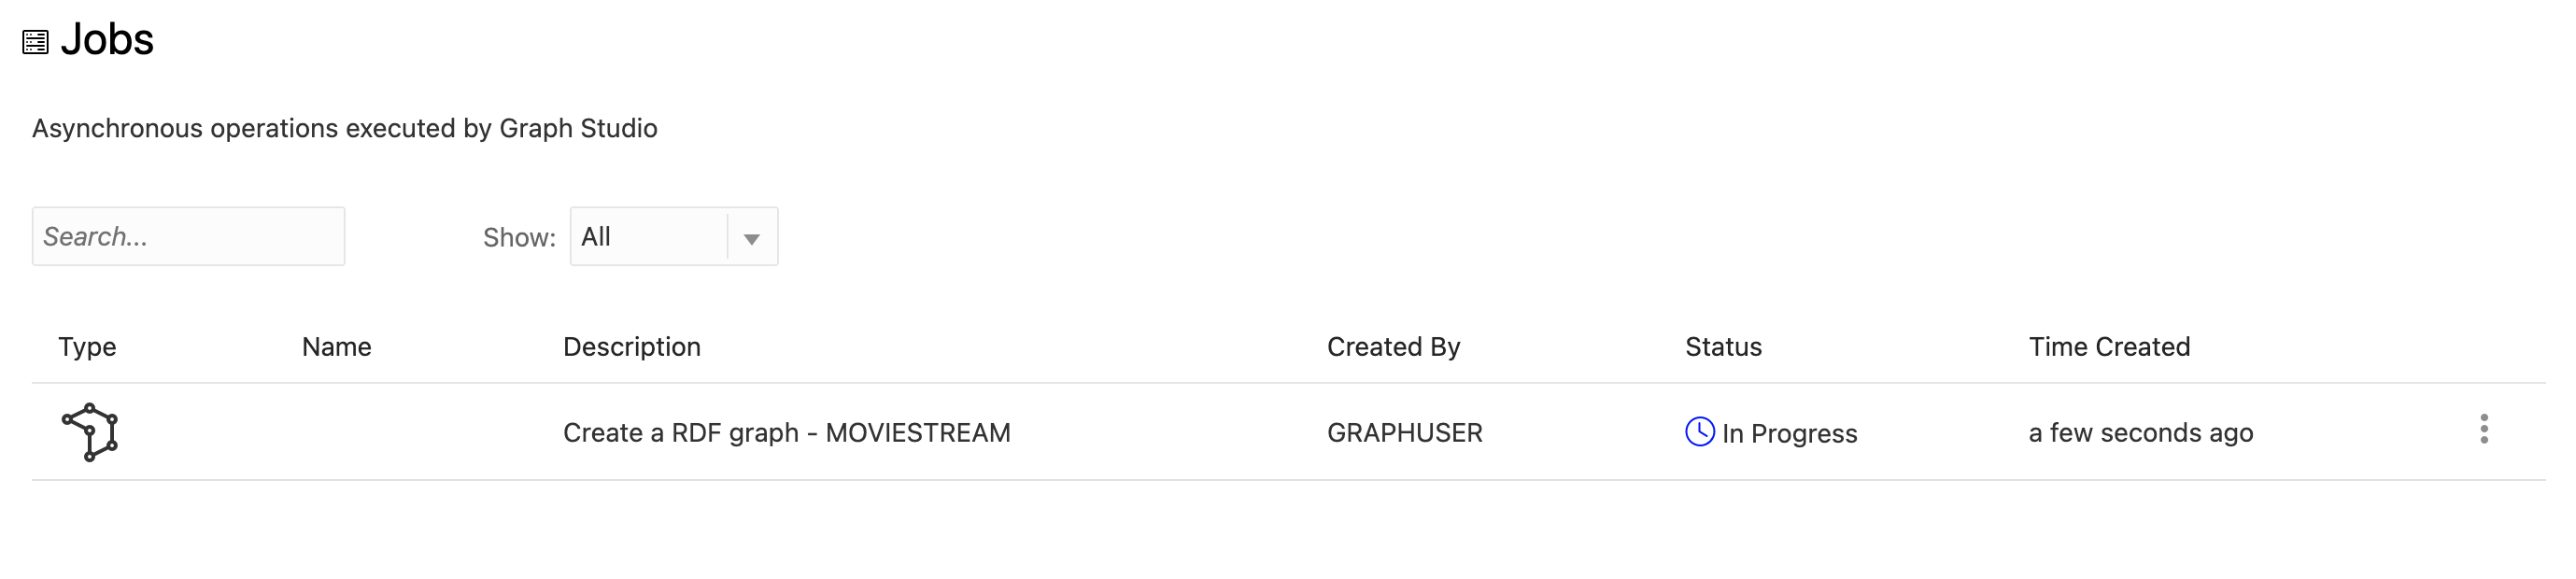 Jobs
Asynchronous operations executed by Graph Studio
Search... Show: All
Type Name Description Created By Status Time Created
Create a RDF graph - MOVIESTREAM GRAPHUSER In Progress a few seconds ago